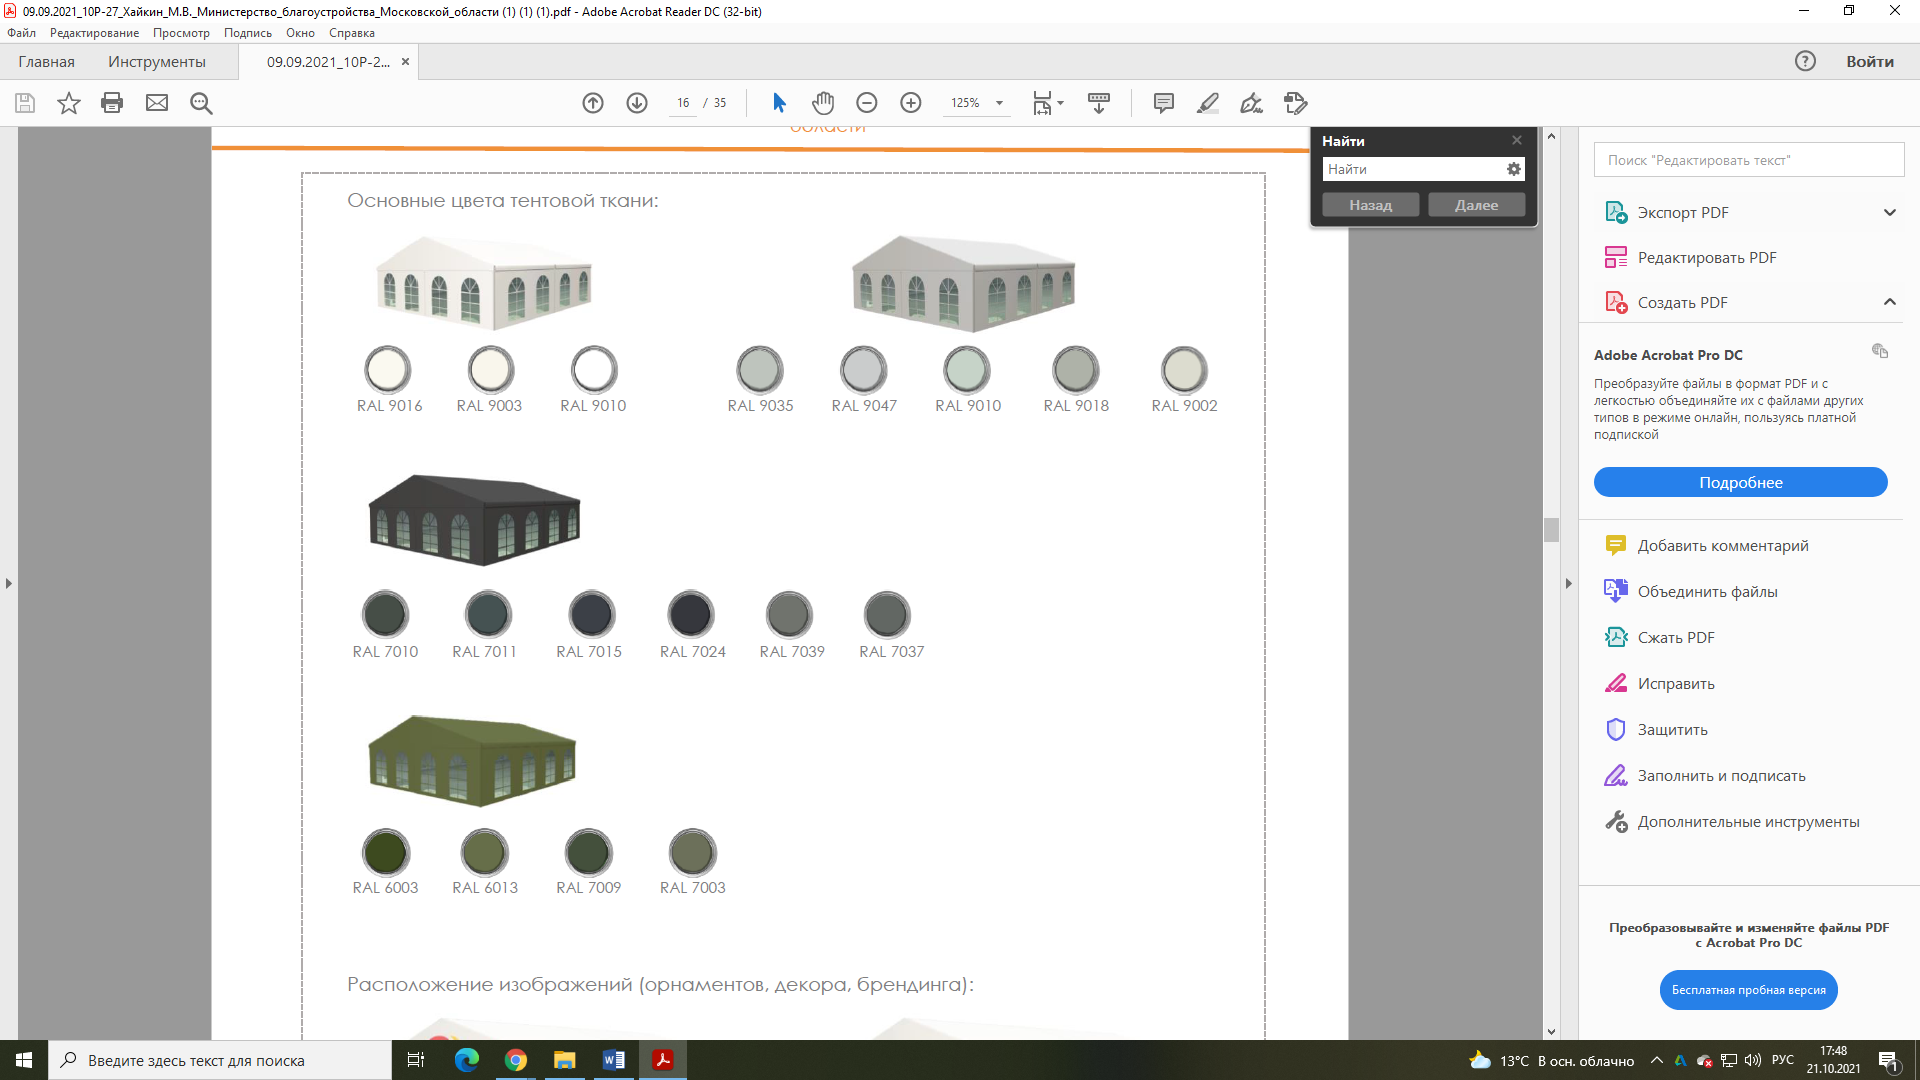 09.09.2021_10Р-27_Хайкин_М.В._Министерство_благоустройства_Московской_области (1) (1) (1).pdf - Adobe Acrobat Reader DC (32-bit)
Файл Редактирование Просмотр Подпись Окно Справка
Главная Инструменты 09.09.2021_10Р-2... ×
Войти
16 / 35
125%
области
Найти
Найти
Назад Далее
Основные цвета тентовой ткани:
RAL 9016 RAL 9003 RAL 9010 RAL 9035 RAL 9047 RAL 9010 RAL 9018 RAL 9002
RAL 7010 RAL 7011 RAL 7015 RAL 7024 RAL 7039 RAL 7037
RAL 6003 RAL 6013 RAL 7009 RAL 7003
Расположение изображений (орнаментов, декора, брендинга):
Поиск "Редактировать текст"
Экспорт PDF
Редактировать PDF
Создать PDF
Adobe Acrobat Pro DC
Преобразуйте файлы в формат PDF и с
легкостью объединяйте их с файлами других
типов в режиме онлайн, пользуясь платной
подпиской
Подробнее
Добавить комментарий
Объединить файлы
Сжать PDF
Исправить
Защитить
Заполнить и подписать
Дополнительные инструменты
Преобразовывайте и изменяйте файлы PDF
с Acrobat Pro DC
Бесплатная пробная версия
Введите здесь текст для поиска
13°C В осн. облачно
РУС
17:48
21.10.2021
1